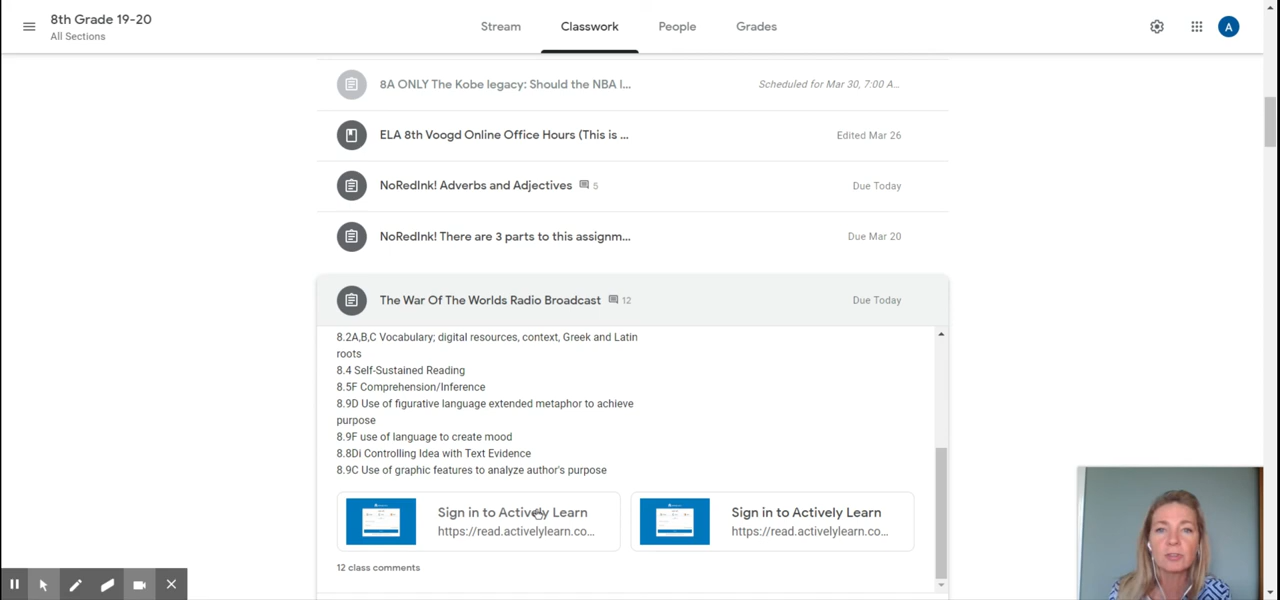 8th Grade 19-20
All Sections
Stream
Classwork
People
Grades
A
8A ONLY The Kobe legacy: Should the NBA l...
Scheduled for Mar 30, 7:00 A...
ELA 8th Voogd Online Office Hours (This is ...
Edited Mar 26
NoRedInk! Adverbs and Adjectives 5
Due Today
NoRedInk! There are 3 parts to this assignm...
Due Mar 20
The War Of The Worlds Radio Broadcast 12
Due Today
8.2A,B,C Vocabulary; digital resources, context, Greek and Latin
roots
8.4 Self-Sustained Reading
8.5F Comprehension/Inference
8.9D Use of figurative language extended metaphor to achieve
purpose
8.9F use of language to create mood
8.8Di Controlling Idea with Text Evidence
8.9C Use of graphic features to analyze author's purpose
Sign in to Actively Learn
https://read.activelylearn.co...
Sign in to Actively Learn
https://read.activelylearn.co...
12 class comments